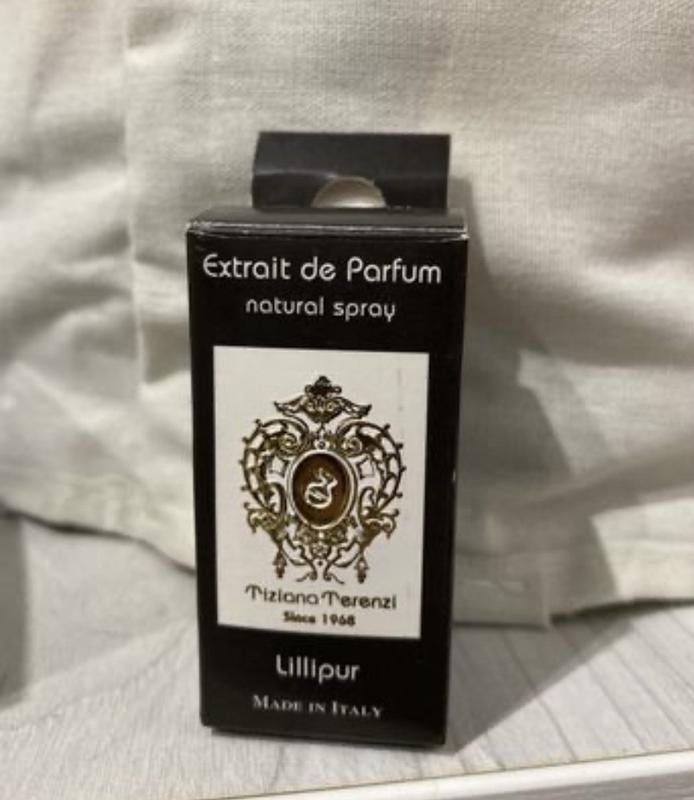 Extrait de Parfum
natural spray
Tiziana Terenzi
Since 1968
Lillipur
MADE IN ITALY